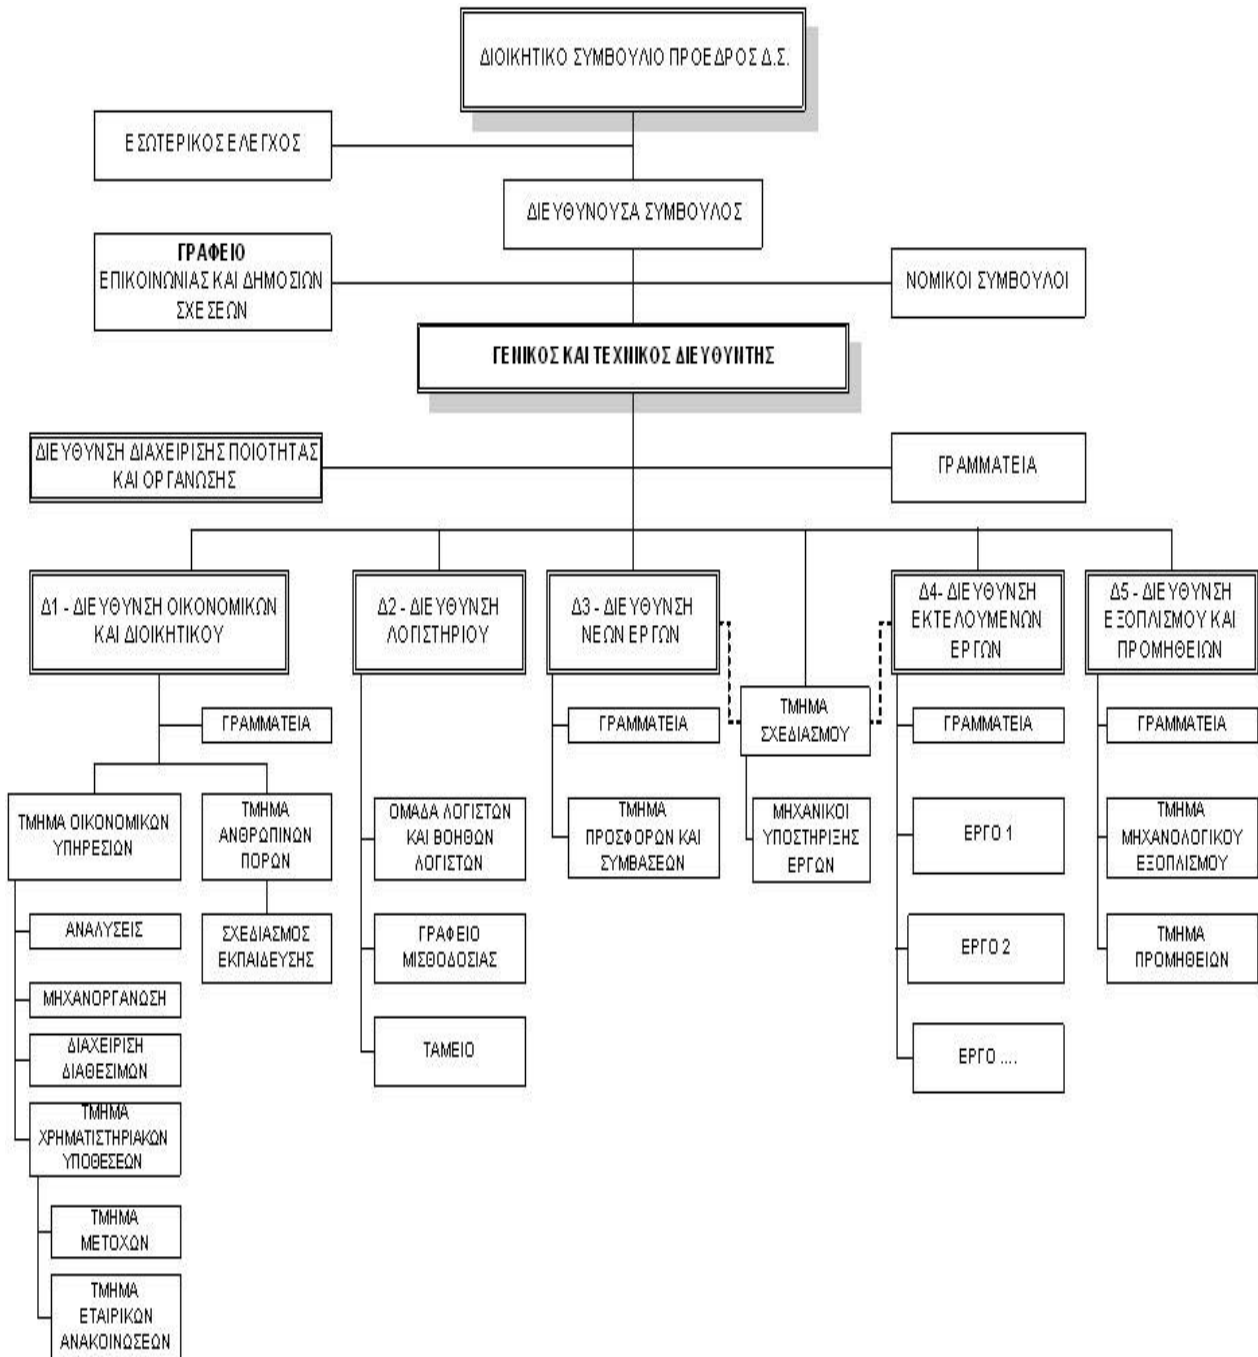 ΔΙΟΙΚΗΤΙΚΟ ΣΥΜΒΟΥΛΙΟ ΠΡΟΕΔΡΟΣ Δ.Σ.
ΕΣΩΤΕΡΙΚΟΣ ΕΛΕΓΧΟΣ
ΔΙΕΥΘΥΝΟΥΣΑ ΣΥΜΒΟΥΛΟΣ
ΓΡΑΦΕΙΟ
ΕΠΙΚΟΙΝΩΝΙΑΣ ΚΑΙ ΔΗΜΟΣΙΩΝ
ΣΧΕΣΕΩΝ
ΝΟΜΙΚΟΙ ΣΥΜΒΟΥΛΟΙ
ΓΕΝΙΚΟΣ ΚΑΙ ΤΕΧΝΙΚΟΣ ΔΙΕΥΘΥΝΤΗΣ
ΔΙΕΥΘΥΝΣΗ ΔΙΑΧΕΙΡΙΣΗΣ ΠΟΙΟΤΗΤΑΣ
ΚΑΙ ΟΡΓΑΝΩΣΗΣ
ΓΡΑΜΜΑΤΕΙΑ
Δ1 - ΔΙΕΥΘΥΝΣΗ ΟΙΚΟΝΟΜΙΚΩΝ
ΚΑΙ ΔΙΟΙΚΗΤΙΚΟΥ
Δ2 - ΔΙΕΥΘΥΝΣΗ
ΛΟΓΙΣΤΗΡΙΟΥ
Δ3 - ΔΙΕΥΘΥΝΣΗ
ΝΕΩΝ ΕΡΓΩΝ
Δ4- ΔΙΕΥΘΥΝΣΗ
ΕΚΤΕΛΟΥΜΕΝΩΝ
ΕΡΓΩΝ
Δ5 - ΔΙΕΥΘΥΝΣΗ
ΕΞΟΠΛΙΣΜΟΥ ΚΑΙ
ΠΡΟΜΗΘΕΙΩΝ
ΓΡΑΜΜΑΤΕΙΑ
ΓΡΑΜΜΑΤΕΙΑ
ΤΜΗΜΑ
ΣΧΕΔΙΑΣΜΟΥ
ΓΡΑΜΜΑΤΕΙΑ
ΓΡΑΜΜΑΤΕΙΑ
ΤΜΗΜΑ ΟΙΚΟΝΟΜΙΚΩΝ
ΥΠΗΡΕΣΙΩΝ
ΤΜΗΜΑ
ΑΝΘΡΩΠΙΝΩΝ
ΠΟΡΩΝ
ΟΜΑΔΑ ΛΟΓΙΣΤΩΝ
ΚΑΙ ΒΟΗΘΩΝ
ΛΟΓΙΣΤΩΝ
ΤΜΗΜΑ
ΠΡΟΣΦΟΡΩΝ ΚΑΙ
ΣΥΜΒΑΣΕΩΝ
ΜΗΧΑΝΙΚΟΙ
ΥΠΟΣΤΗΡΙΞΗΣ
ΕΡΓΩΝ
ΕΡΓΟ 1
ΤΜΗΜΑ
ΜΗΧΑΝΟΛΟΓΙΚΟΥ
ΕΞΟΠΛΙΣΜΟΥ
ΑΝΑΛΥΣΕΙΣ
ΣΧΕΔΙΑΣΜΟΣ
ΕΚΠΑΙΔΕΥΣΗΣ
ΓΡΑΦΕΙΟ
ΜΙΣΘΟΔΟΣΙΑΣ
ΕΡΓΟ 2
ΤΜΗΜΑ
ΠΡΟΜΗΘΕΙΩΝ
ΜΗΧΑΝΟΡΓΑΝΩΣΗ
ΔΙΑΧΕΙΡΙΣΗ
ΔΙΑΘΕΣΙΜΩΝ
ΤΑΜΕΙΟ
ΕΡΓΟ ....
ΤΜΗΜΑ
ΧΡΗΜΑΤΙΣΤΗΡΙΑΚΩΝ
ΥΠΟΘΕΣΕΩΝ
ΤΜΗΜΑ
ΜΕΤΟΧΩΝ
ΤΜΗΜΑ
ΕΤΑΙΡΙΚΩΝ
ΑΝΑΚΟΙΝΩΣΕΩΝ